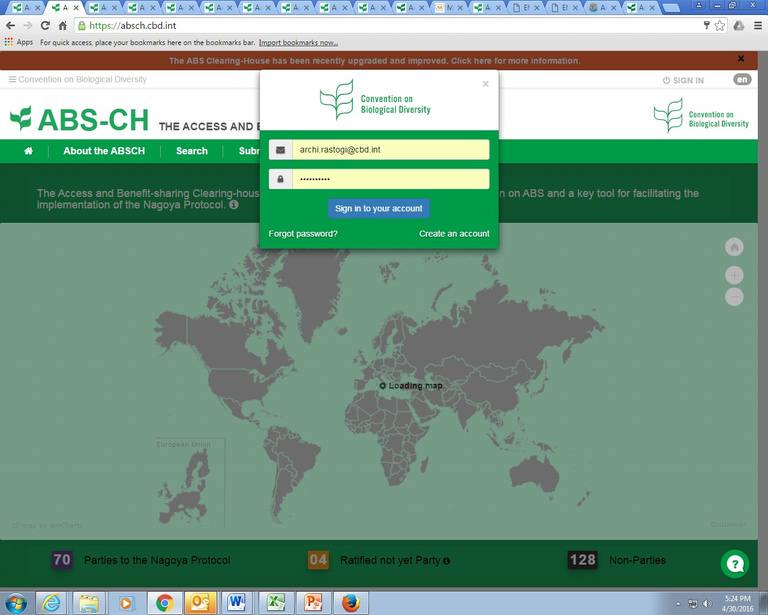 https://absch.cbd.int
Apps For quick access, place your bookmarks here on the bookmarks bar. Import bookmarks now...
The ABS Clearing-House has been recently upgraded and improved. Click here for more information.
Convention on Biological Diversity
SIGN IN
en
ABS-CH THE ACCESS AND B
Convention on
Biological Diversity
Convention on
Biological Diversity
About the ABSCH
Search
Sub
archi.rastogi@cbd.int
Sign in to your account
Forgot password?
Create an account
The Access and Benefit-sharing Clearing-hous
n on ABS and a key tool for facilitating the
implementation of the Nagoya Protocol.
Loading map
European Union
JS map by amCharts
Disclaimer
70 Parties to the Nagoya Protocol
04 Ratified not yet Party
128 Non-Parties
5:24 PM
4/30/2016